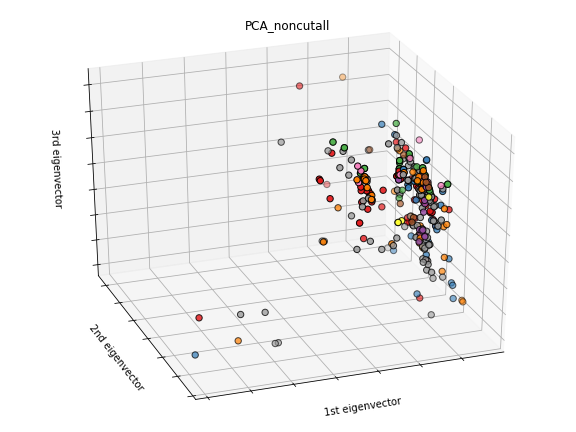 PCA_noncutall
3rd eigenvector
2nd eigenvector
1st eigenvector